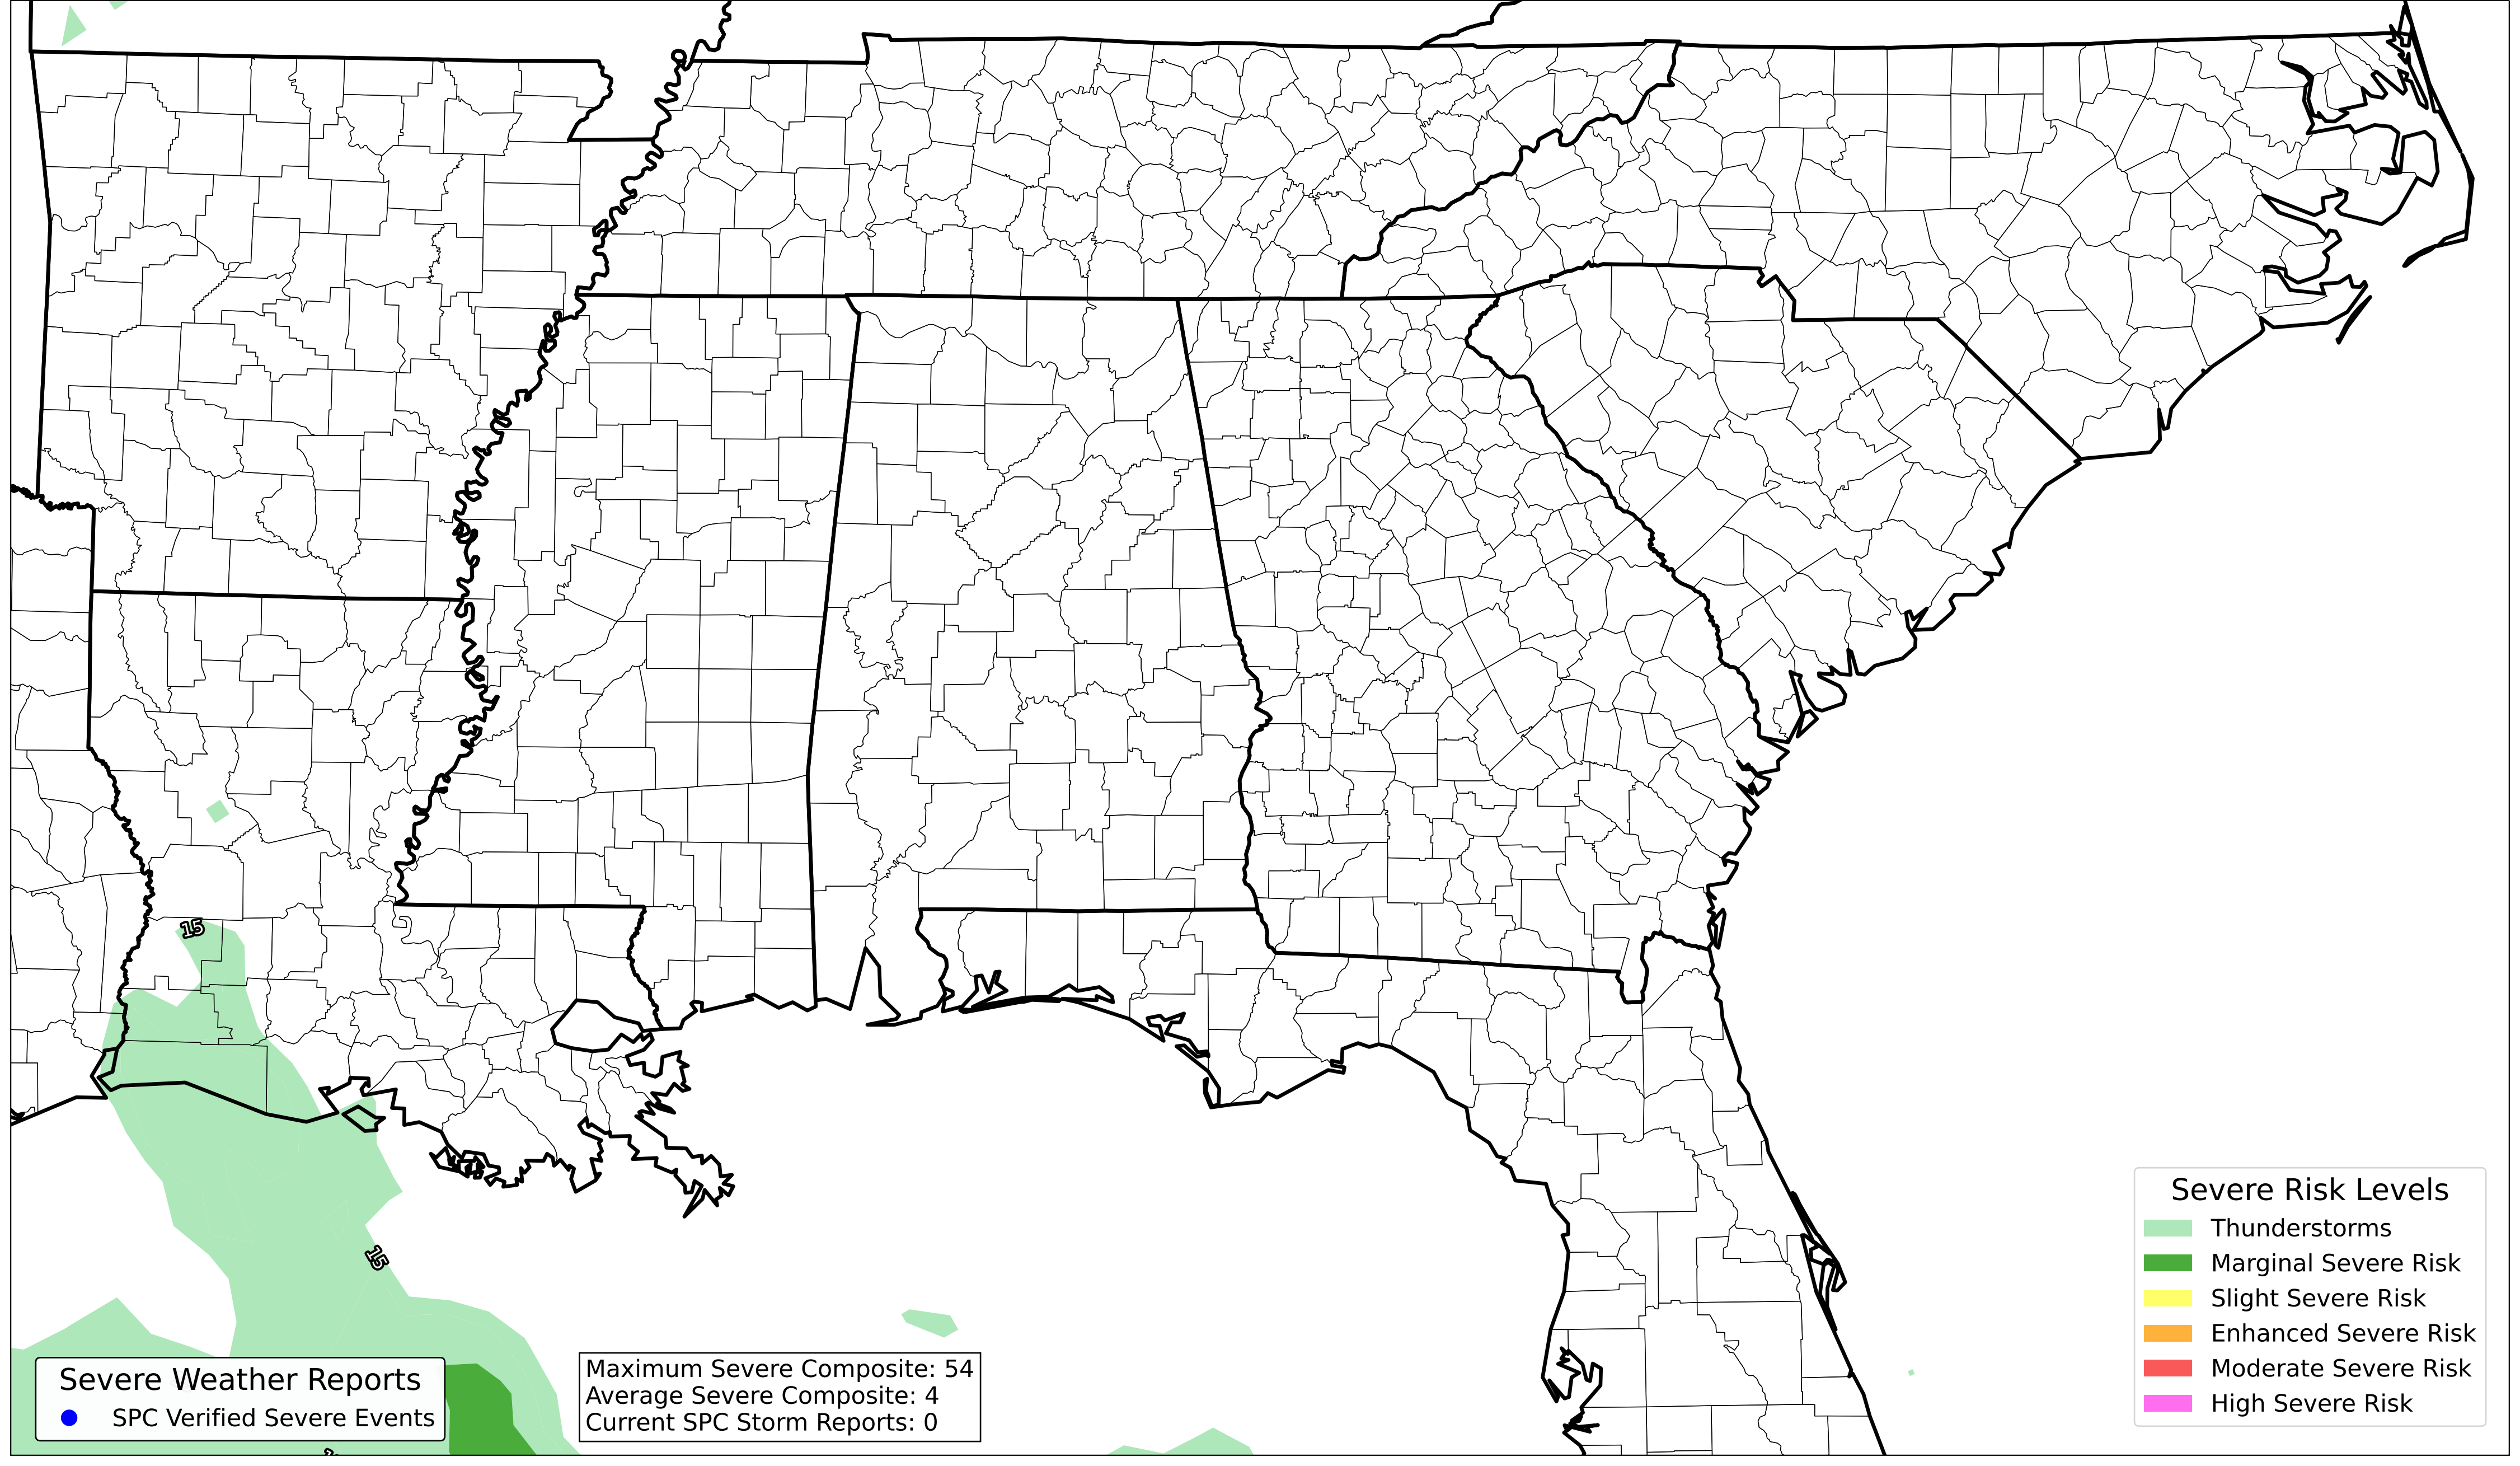 15
15
Severe Weather Reports
SPC Verified Severe Events
Maximum Severe Composite: 54
Average Severe Composite: 4
Current SPC Storm Reports: 0
Severe Risk Levels
Thunderstorms
Marginal Severe Risk
Slight Severe Risk
Enhanced Severe Risk
Moderate Severe Risk
High Severe Risk